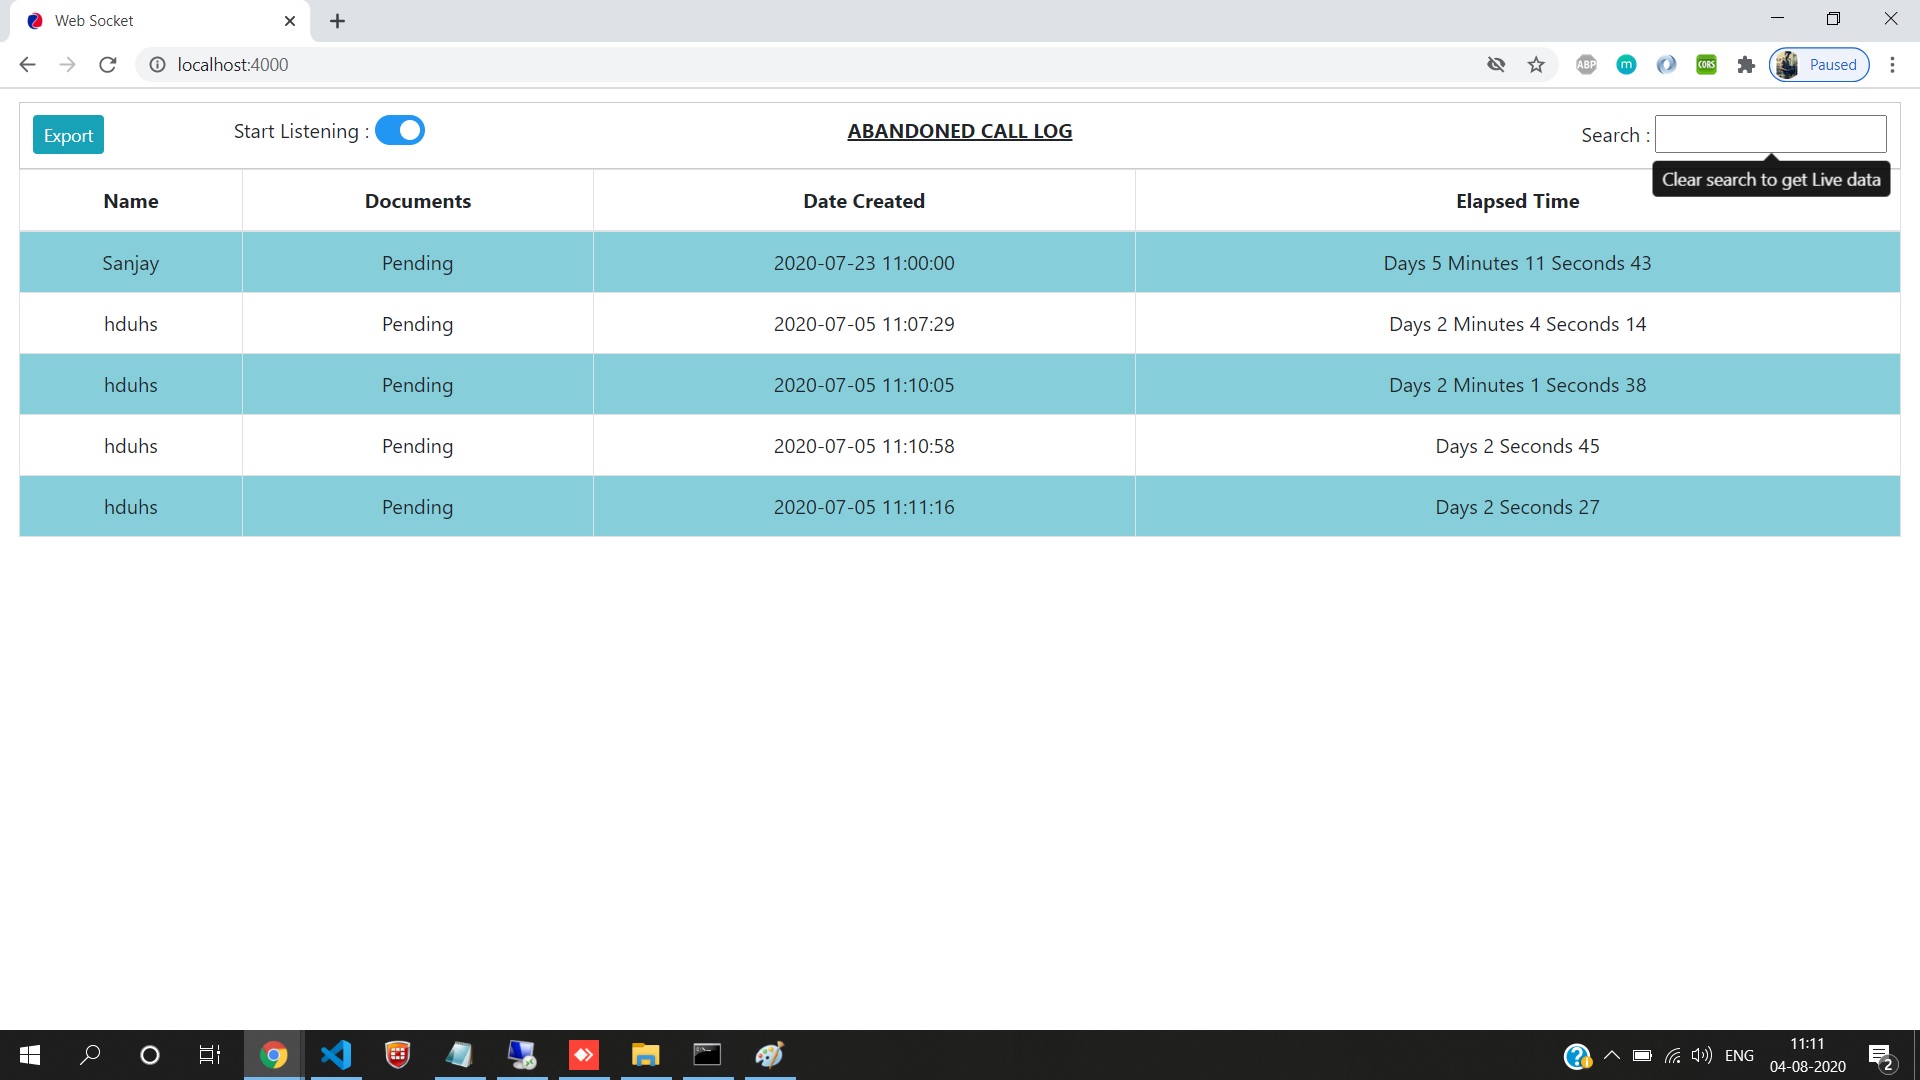 Web Socket
localhost:4000
ABP
m
CORS
Paused
Export
Start Listening :
ABANDONED CALL LOG
Search :
Clear search to get Live data
Name Documents Date Created Elapsed Time
Sanjay Pending 2020-07-23 11:00:00 Days 5 Minutes 11 Seconds 43
hduhs Pending 2020-07-05 11:07:29 Days 2 Minutes 4 Seconds 14
hduhs Pending 2020-07-05 11:10:05 Days 2 Minutes 1 Seconds 38
hduhs Pending 2020-07-05 11:10:58 Days 2 Seconds 45
hduhs Pending 2020-07-05 11:11:16 Days 2 Seconds 27
ENG
11:11
04-08-2020
2